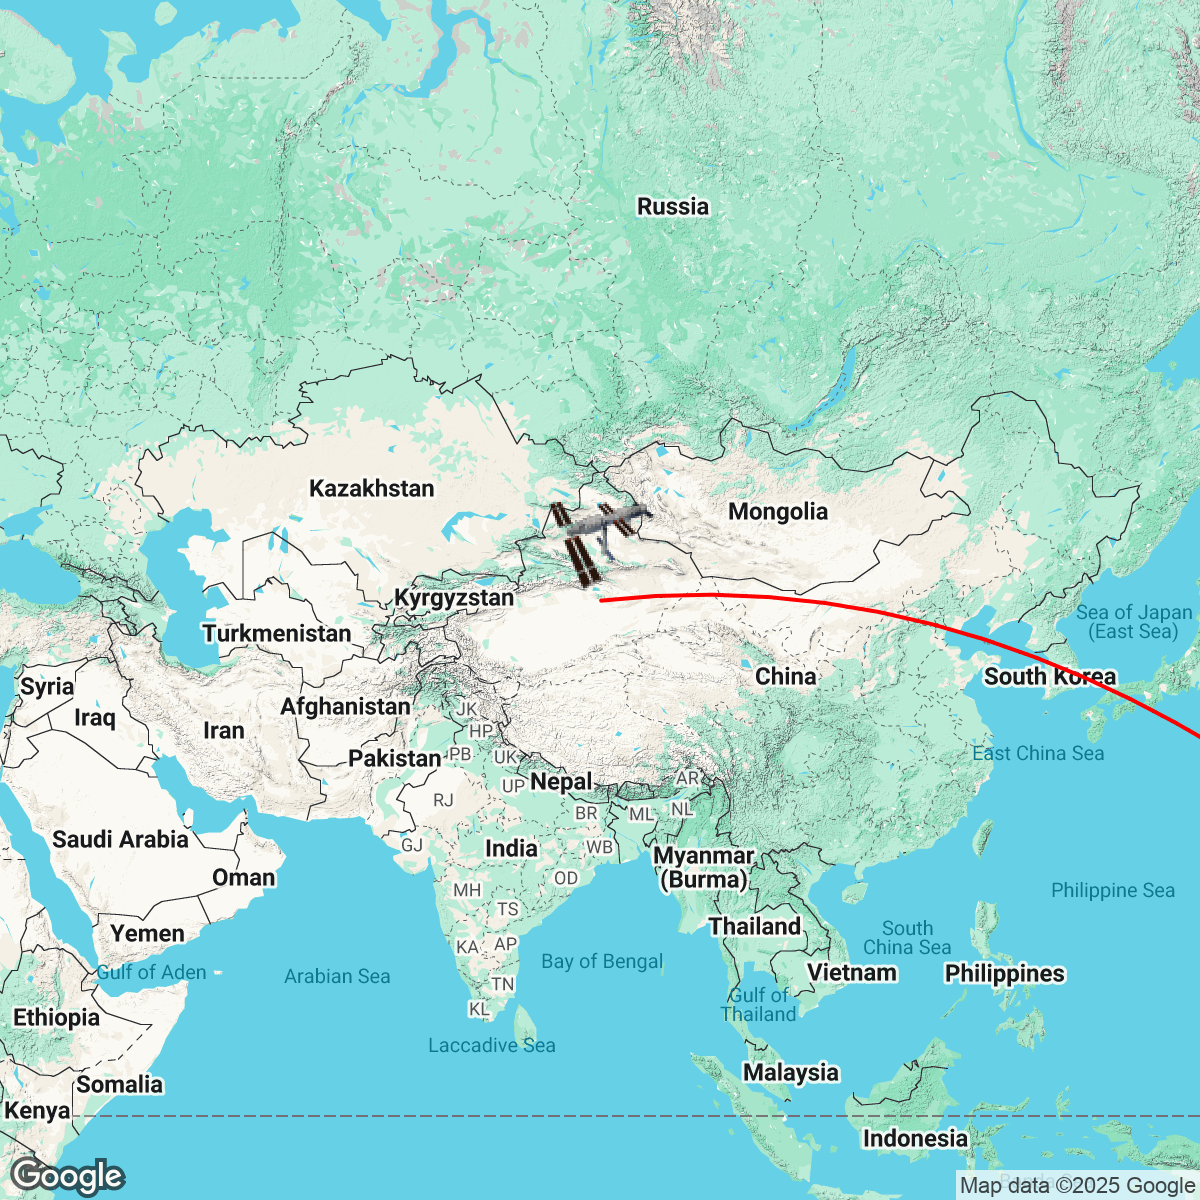 Russia
Kazakhstan
Mongolia
Kyrgyzstan
Sea of Japan
(East Sea)
Turkmenistan
China
South Korea
Syria
Afghanistan
JK
Iraq
Iran
HP
East China Sea
Pakistan
PB
UK
Nepal
AR
UP
RJ
BR
ML
NL
Saudi Arabia
GJ
India
WB
Myanmar
(Burma)
Oman
OD
MH
Philippine Sea
TS
Yemen
Thailand
South
China Sea
KA
AP
Gulf of Aden
Arabian Sea
Bay of Bengal
Vietnam
Philippines
TN
Gulf of
Thailand
KL
Ethiopia
Laccadive Sea
Malaysia
Somalia
Kenya
Indonesia
Google
Map data ©2025 Google